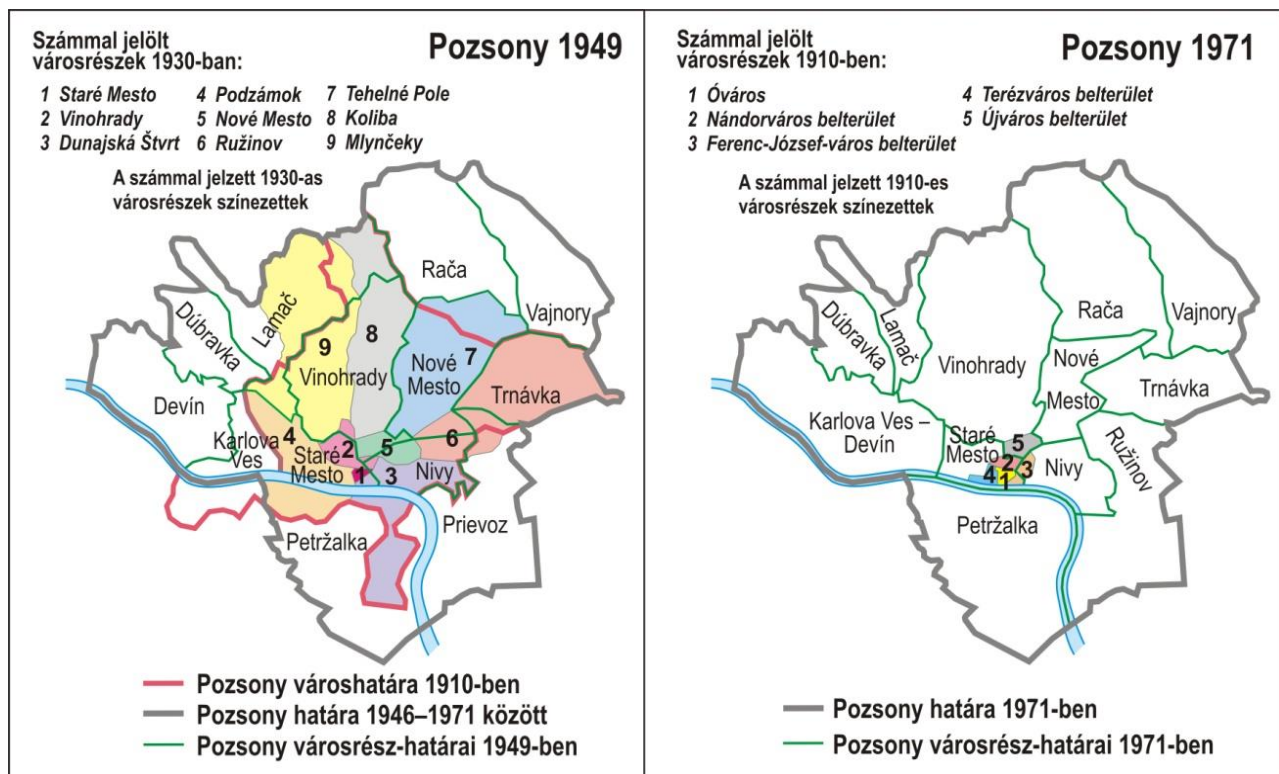 Számmal jelölt
városrészek 1930-ban:
Pozsony 1949
1 Staré Mesto
2 Vinohrady
3 Dunajská Štvrt
4 Podzámok
5 Nové Mesto
6 Ružinov
7 Tehelné Pole
8 Koliba
9 Mlynčeky
A számmal jelzett 1930-as
városrészek színezettek
Rača
Vajnory
Lamač
Dúbravka
9
8
Vinohrady
Nové
Mesto
7
Trnávka
Devín
Karlova
Ves
4
Staré
Mesto
2
5
6
1
3
Nivy
Petržalka
Prievoz
Pozsony városhatára 1910-ben
Pozsony határa 1946–1971 között
Pozsony városrész-határai 1949-ben
Számmal jelölt
városrészek 1910-ben:
Pozsony 1971
1 Óváros
2 Nándorváros belterület
3 Ferenc-József-város belterület
4 Terézváros belterület
5 Újváros belterület
A számmal jelzett 1910-es
városrészek színezettek
Rača
Vajnory
Lamač
Dúbravka
Vinohrady
Nové
Mesto
Trnávka
Karlova Ves –
Devín
Staré
Mesto
5
2
3
4
1
Nivy
Ružinov
Petržalka
Pozsony határa 1971-ben
Pozsony városrész-határai 1971-ben